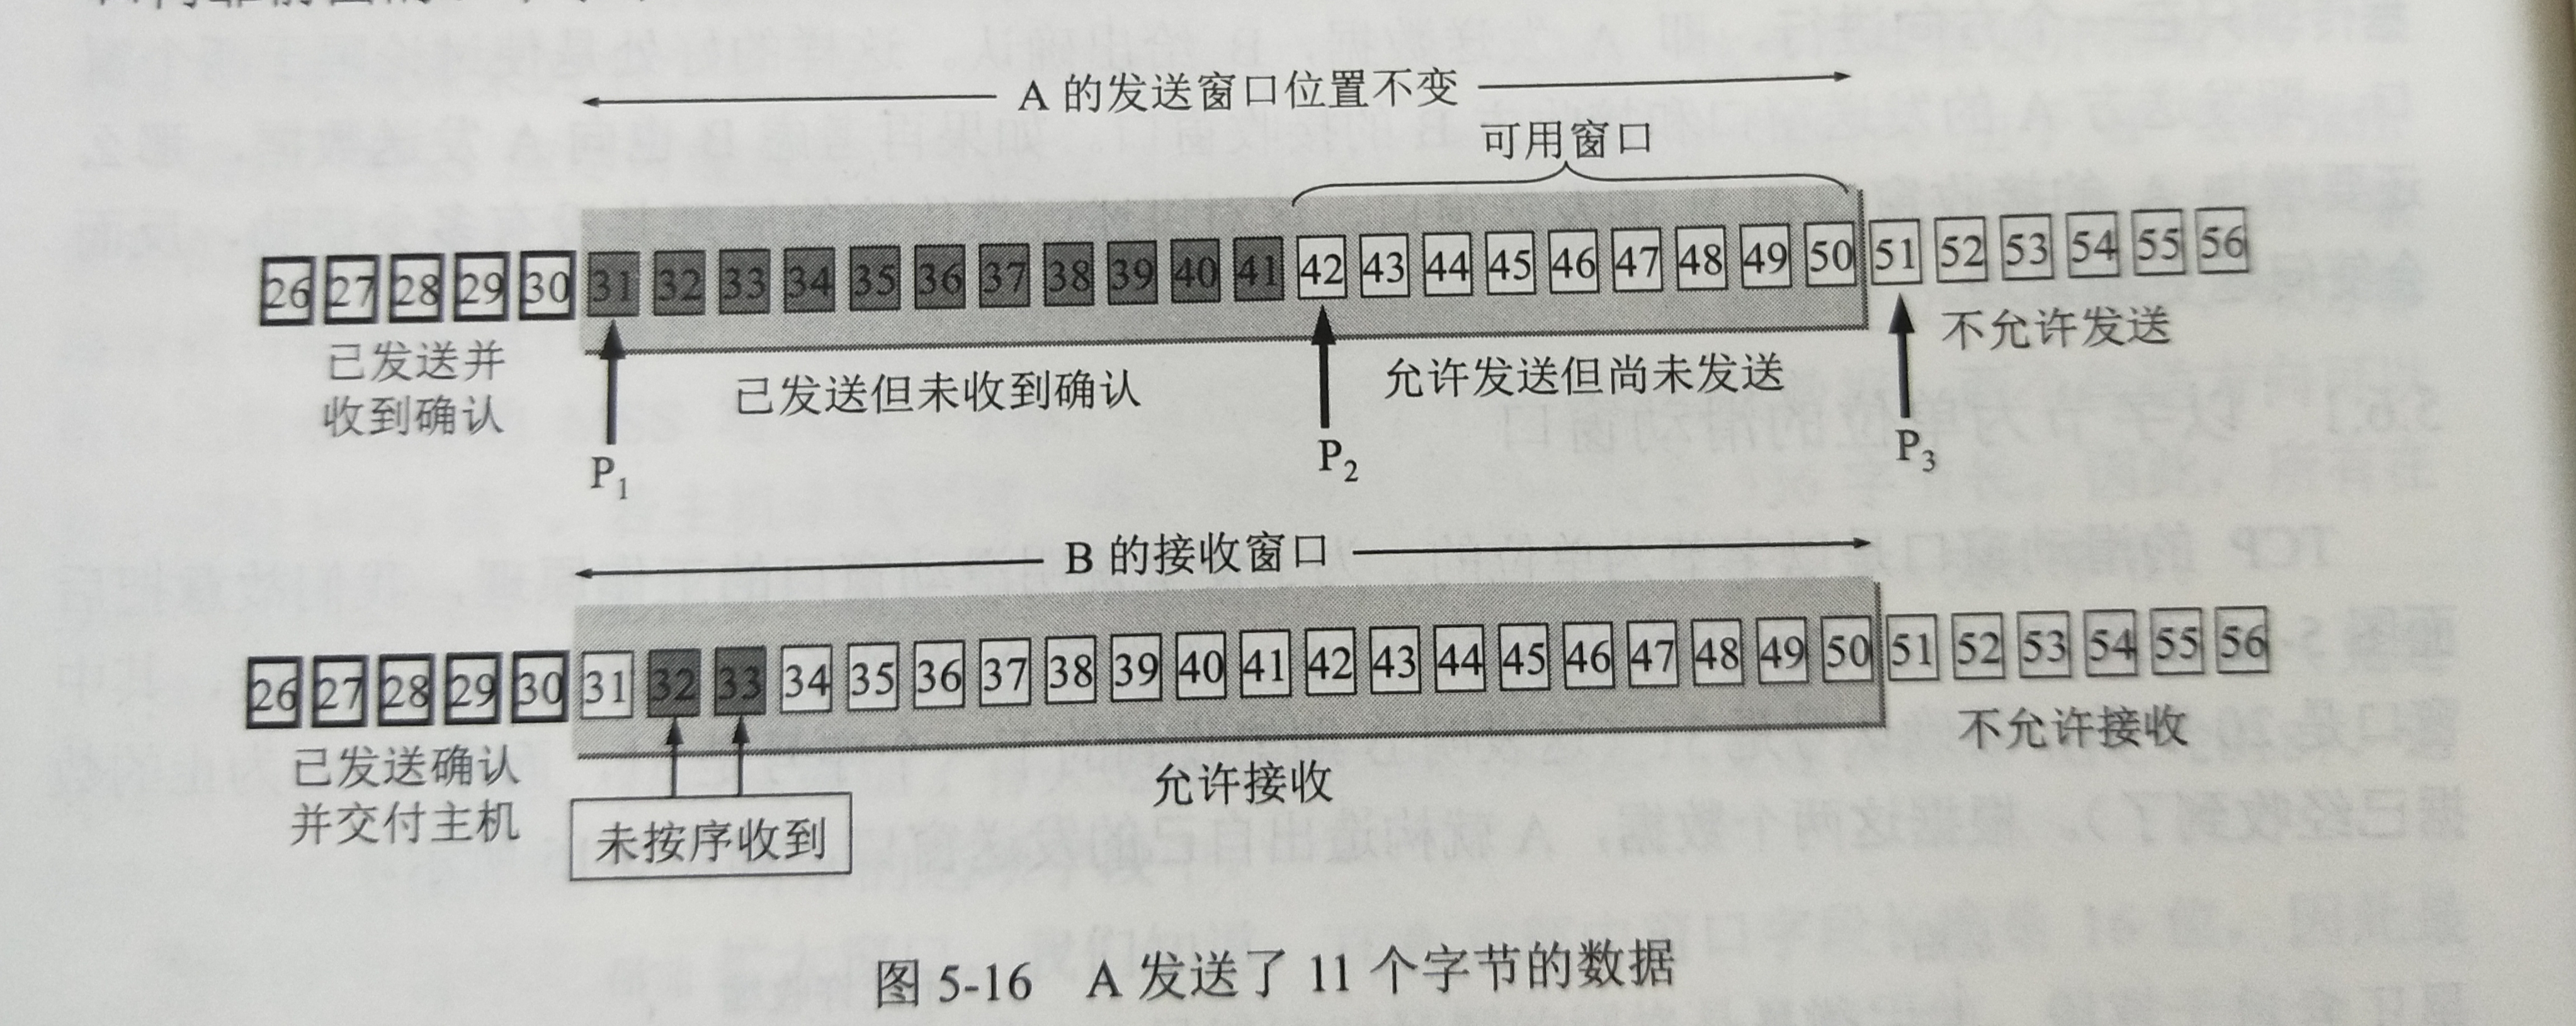 A 的发送窗口位置不变
可用窗口
26 27 28 29 30 31 32 33 34 35 36 37 38 39 40 41 42 43 44 45 46 47 48 49 50 51 52 53 54 55 56
已发送并
收到确认
已发送但未收到确认
允许发送但尚未发送
不允许发送
P1
P2
P3
B 的接收窗口
26 27 28 29 30 31 32 33 34 35 36 37 38 39 40 41 42 43 44 45 46 47 48 49 50 51 52 53 54 55 56
已发送确认
并交付主机
未按序收到
允许接收
不允许接收
图 5-16 A 发送了 11 个字节的数据